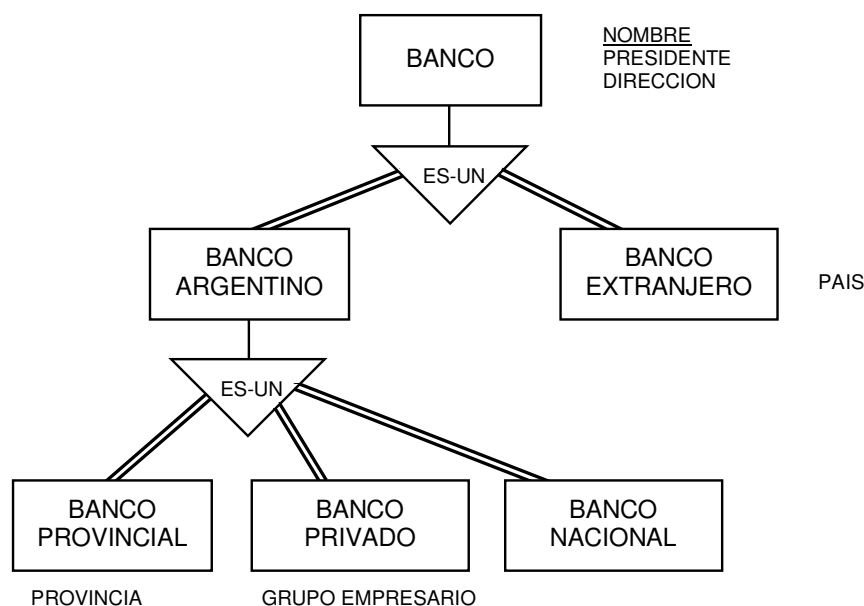 BANCO
NOMBRE
PRESIDENTE
DIRECCION
ES-UN
BANCO
ARGENTINO
BANCO
EXTRANJERO
PAIS
ES-UN
BANCO
PROVINCIAL
BANCO
PRIVADO
BANCO
NACIONAL
PROVINCIA
GRUPO EMPRESARIO